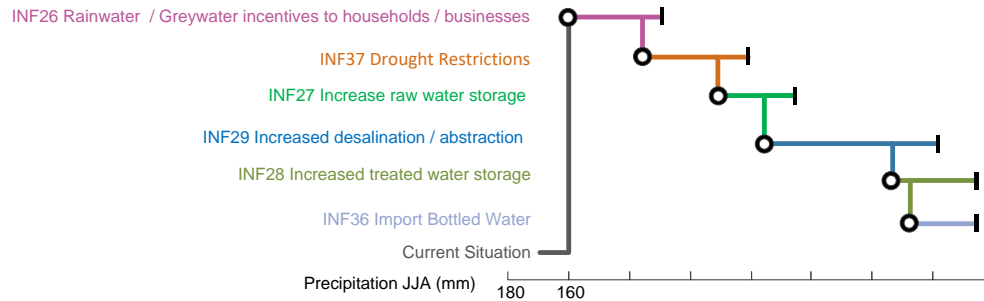 INF26 Rainwater / Greywater incentives to households / businesses
INF37 Drought Restrictions
INF27 Increase raw water storage
INF29 Increased desalination / abstraction
INF28 Increased treated water storage
INF36 Import Bottled Water
Current Situation
Precipitation JJA (mm)
180 160